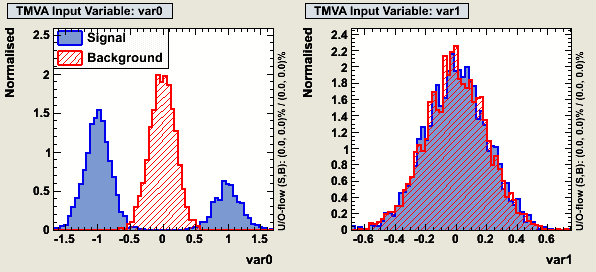 TMVA Input Variable: var0
Normalised
2.5
2
1.5
1
0.5
0
Signal
Background
-1.5 -1 -0.5 0 0.5 1 1.5
var0
U/O-flow (S,B): (0.0, 0.0)% / (0.0, 0.0)%
TMVA Input Variable: var1
Normalised
2.4
2.2
2
1.8
1.6
1.4
1.2
1
0.8
0.6
0.4
0.2
0
-0.6 -0.4 -0.2 0 0.2 0.4 0.6
var1
U/O-flow (S,B): (0.0, 0.0)% / (0.0, 0.0)%